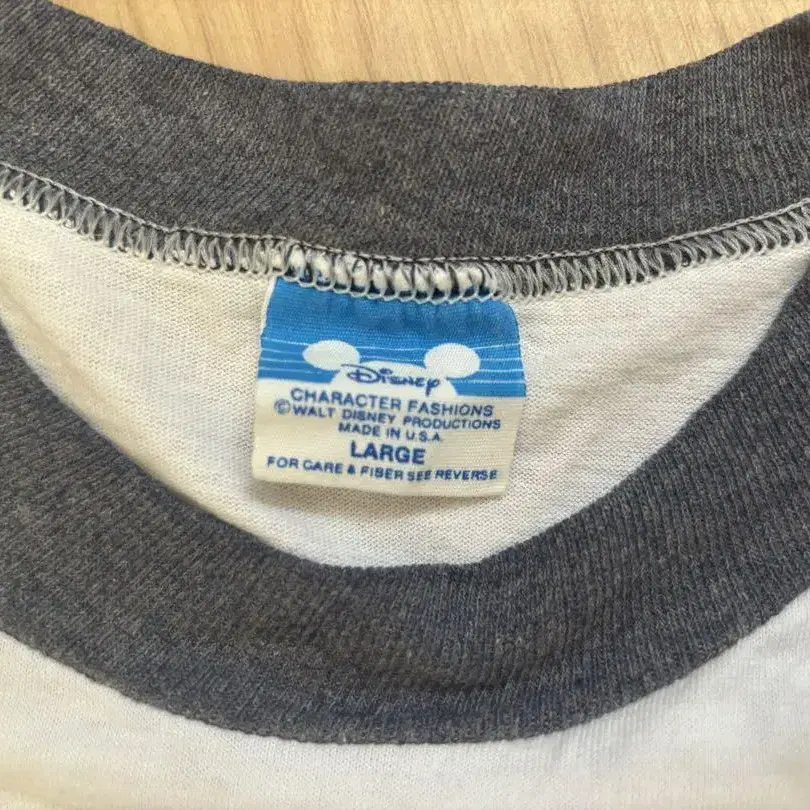 Disney
CHARACTER FASHIONS
©WALT DISNEY PRODUCTIONS
MADE IN U.S.A.
LARGE
FOR CARE & FIBER SEE REVERSE